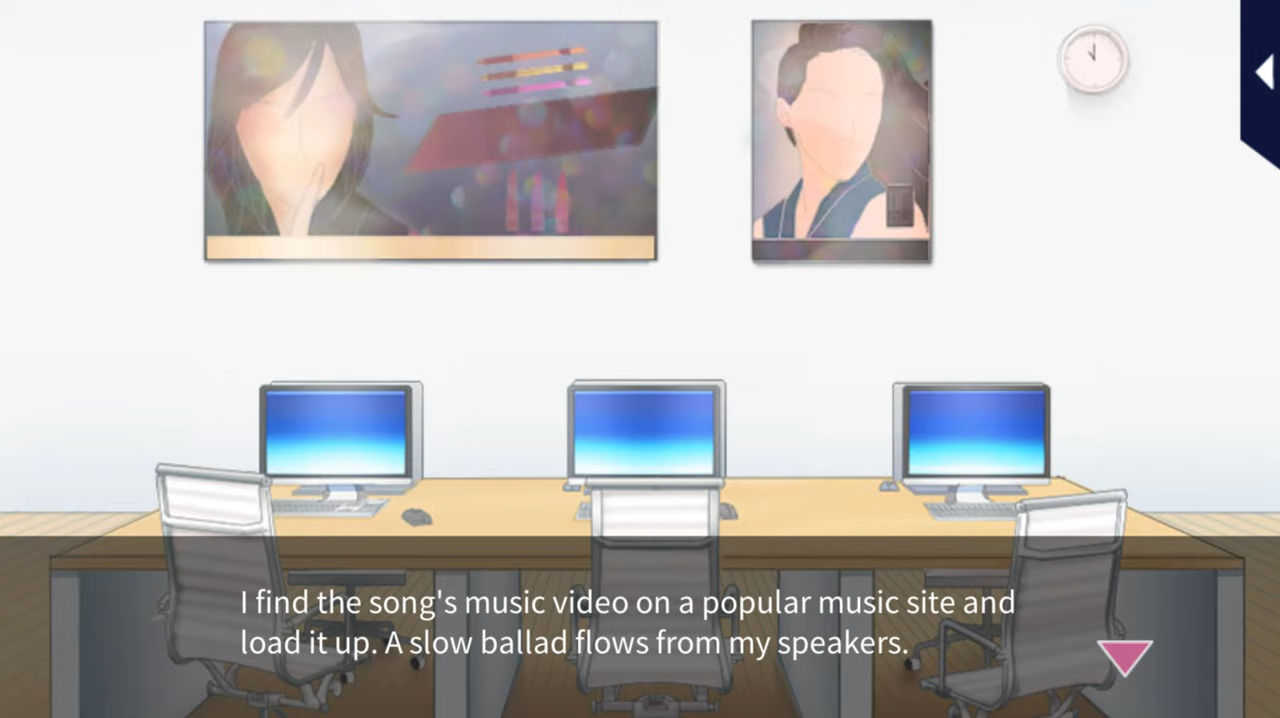 I find the song's music video on a popular music site and
load it up. A slow ballad flows from my speakers.